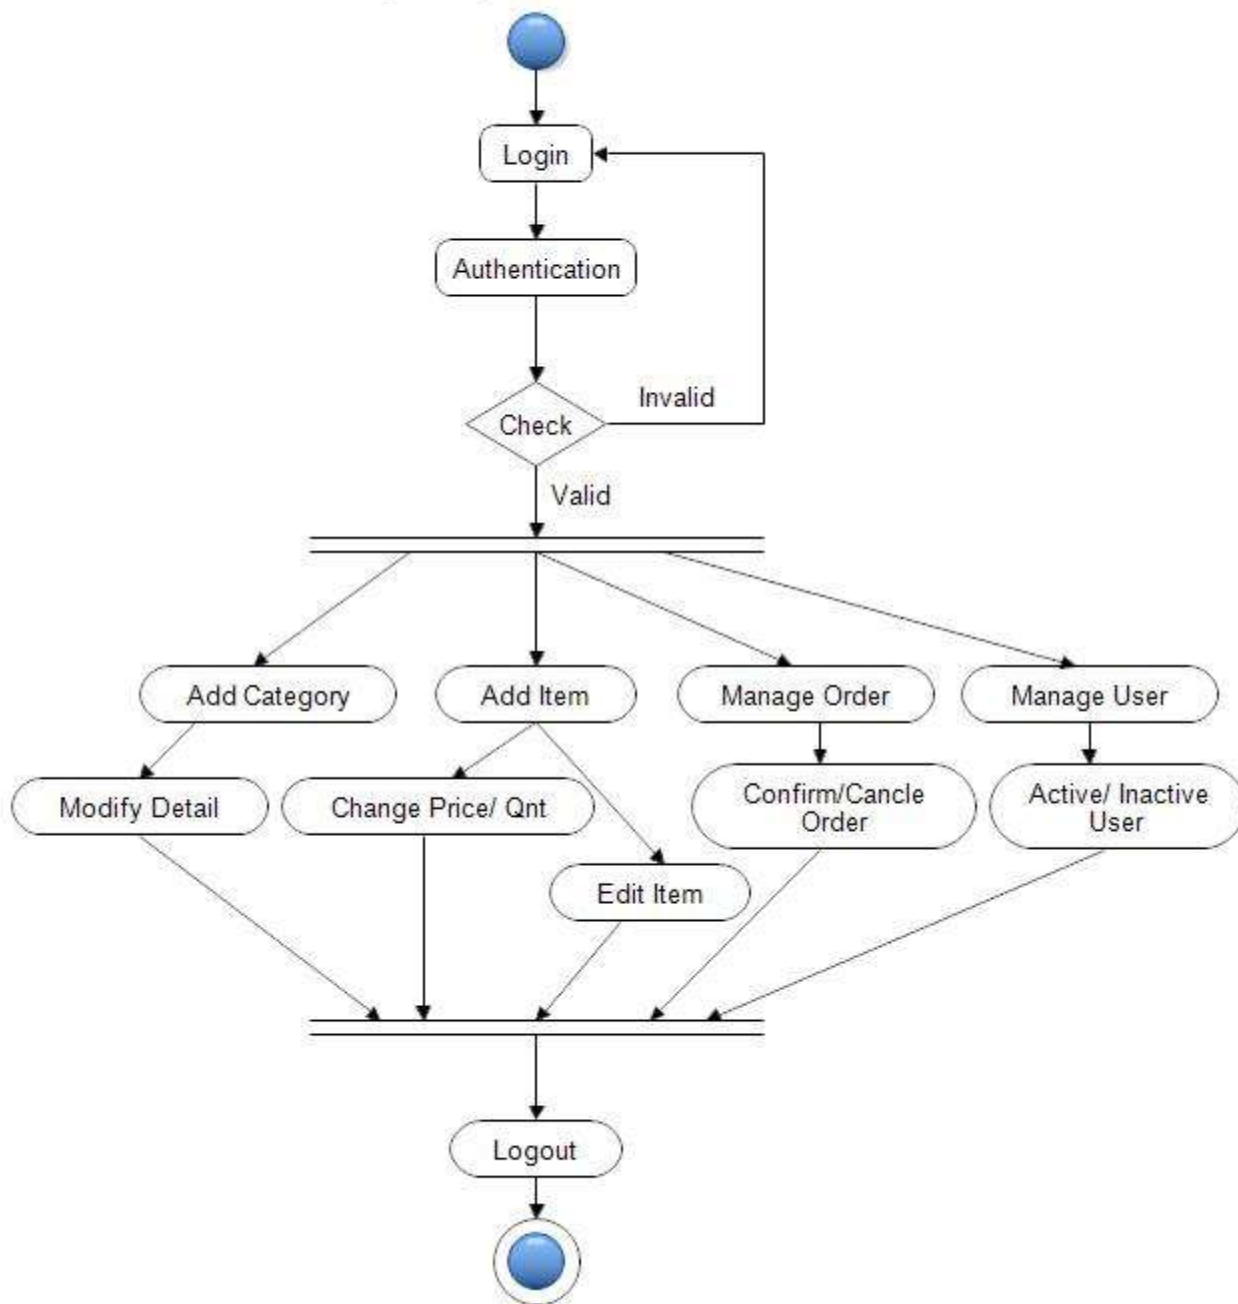 Login
Authentication
Check
Invalid
Valid
Add Category
Add Item
Manage Order
Manage User
Modify Detail
Change Price/ Qnt
Confirm/Cancle
Order
Active/ Inactive
User
Edit Item
Logout